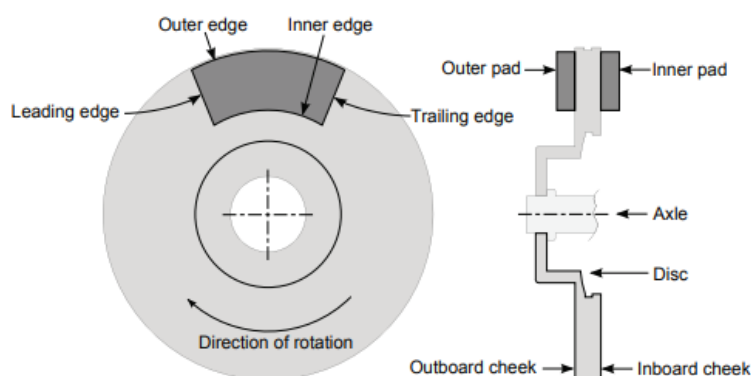 Outer edge
Inner edge
Leading edge
Trailing edge
Direction of rotation
Outer pad
Inner pad
Axle
Disc
Outboard cheek
Inboard cheek